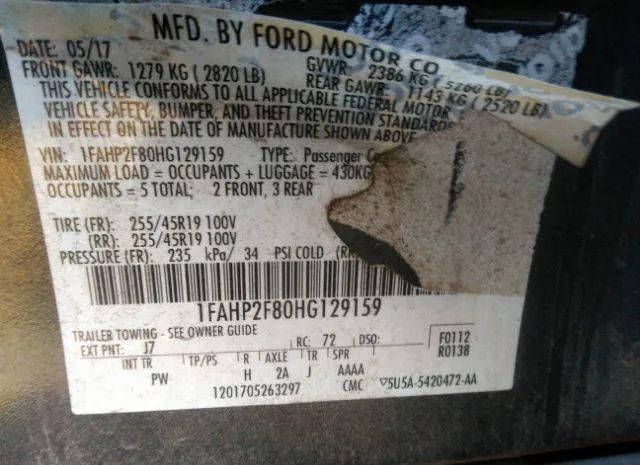 MFD. BY FORD MOTOR CO.
DATE: 05/17 GVWR: 2386 KG (5260 LB)
FRONT GAWR: 1279 KG (2820 LB) REAR GAWR: 1143 KG (2520 LB)
THIS VEHICLE CONFORMS TO ALL APPLICABLE FEDERAL MOTOR
VEHICLE SAFETY, BUMPER, AND THEFT PREVENTION STANDARDS
IN EFFECT ON THE DATE OF MANUFACTURE SHOWN ABOVE
VIN: 1FAHP2F80HG129159 TYPE: Passenger
MAXIMUM LOAD = OCCUPANTS + LUGGAGE = 430KG
OCCUPANTS = 5 TOTAL; 2 FRONT, 3 REAR
TIRE (FR): 255/45R19 100V
(RR): 255/45R19 100V
PRESSURE (FR): 235 kPa/ 34 PSI COLD
1FAHP2F80HG129159
TRAILER TOWING - SEE OWNER GUIDE
EXT PNT: J7 RC: 72 DSO: F0112
R0138
INT TR TP/PS R AXLE TR SPR
PW H 2A J AAAA
1201705263297 CMC ▽5U5A-5420472-AA